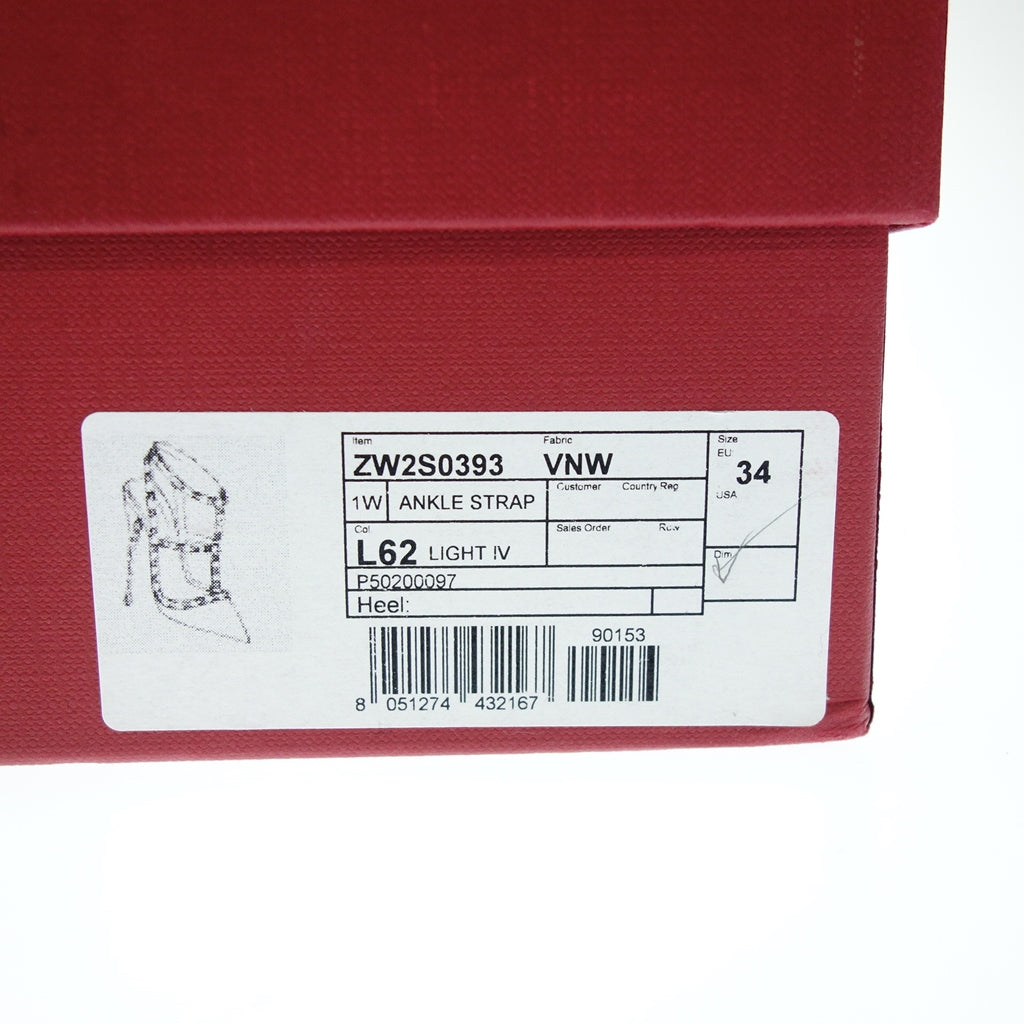 Item Fabric
ZW2S0393 VNW
Size
EU
34
USA
1W ANKLE STRAP
Customer Country Reg
Col
L62 LIGHT IV
Sales Order Row
Dim
P50200097
Heel:
90153
8 051274 432167